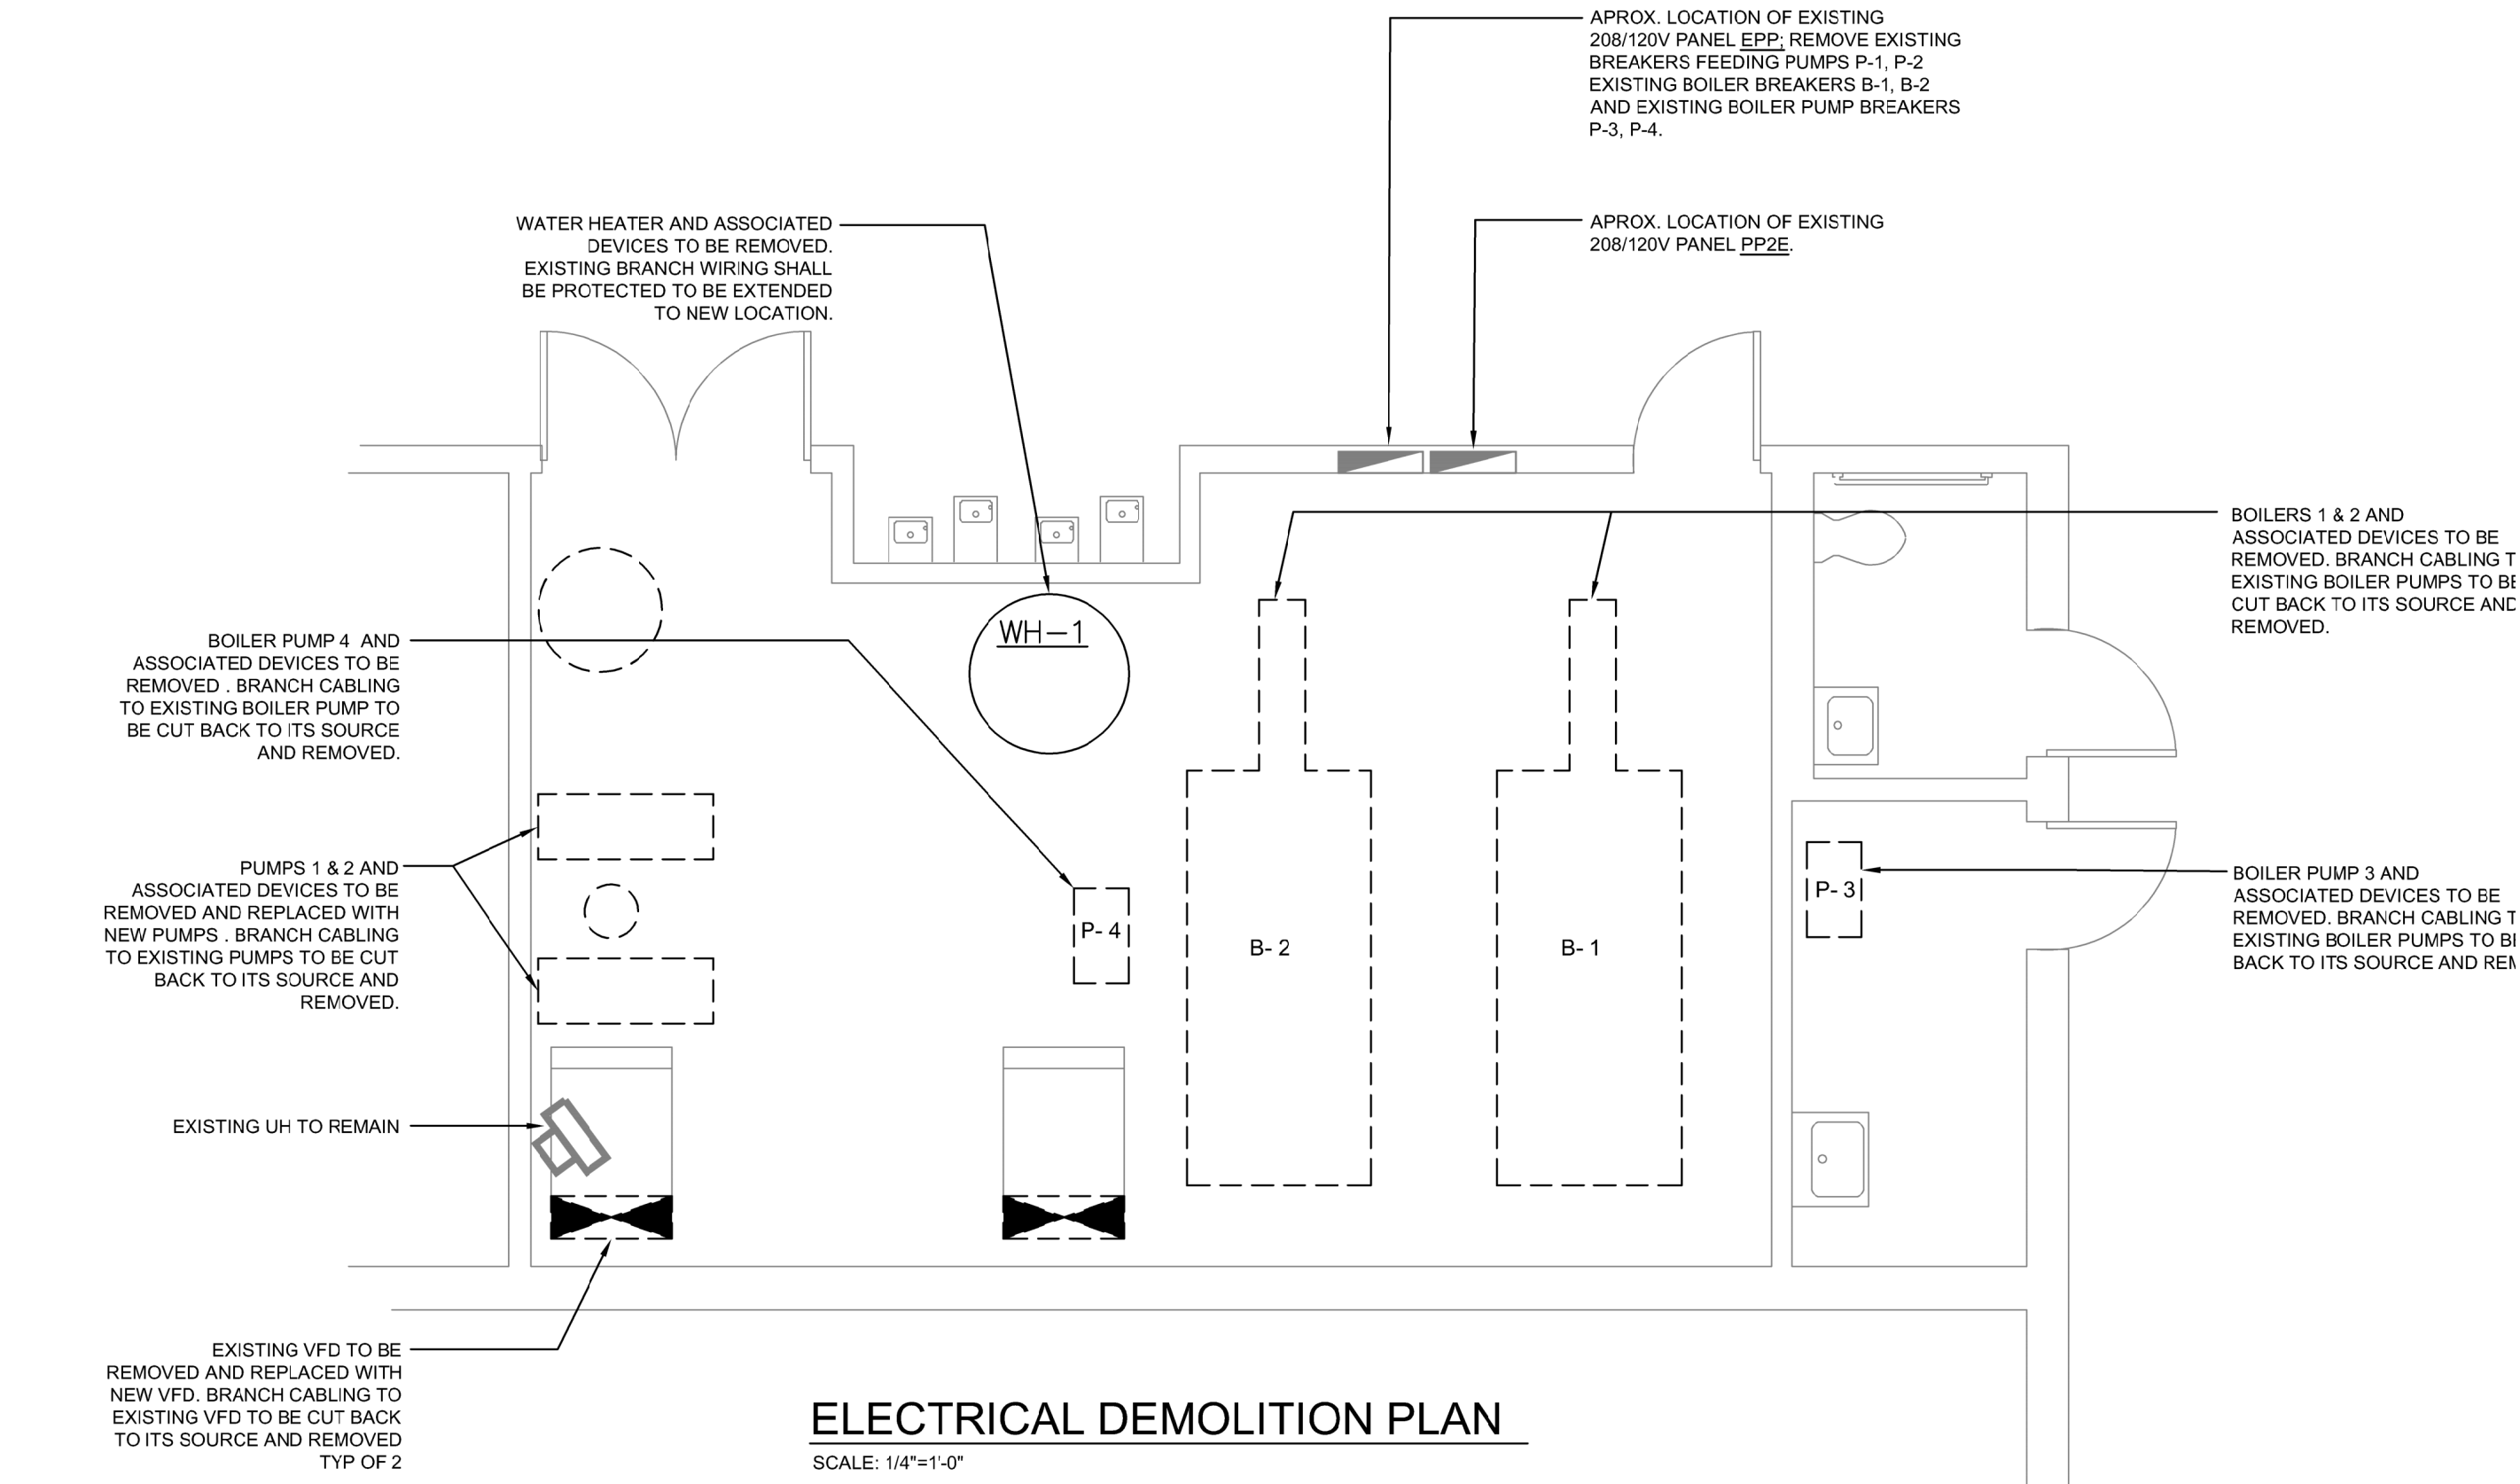 APROX. LOCATION OF EXISTING
208/120V PANEL EPP; REMOVE EXISTING
BREAKERS FEEDING PUMPS P-1, P-2
EXISTING BOILER BREAKERS B-1, B-2
AND EXISTING BOILER PUMP BREAKERS
P-3, P-4.
WATER HEATER AND ASSOCIATED
DEVICES TO BE REMOVED.
EXISTING BRANCH WIRING SHALL
BE PROTECTED TO BE EXTENDED
TO NEW LOCATION.
APROX. LOCATION OF EXISTING
208/120V PANEL PP2E.
BOILERS 1 & 2 AND
ASSOCIATED DEVICES TO BE
REMOVED. BRANCH CABLING T
EXISTING BOILER PUMPS TO BE
CUT BACK TO ITS SOURCE AND
REMOVED.
WH-1
BOILER PUMP 4 AND
ASSOCIATED DEVICES TO BE
REMOVED . BRANCH CABLING
TO EXISTING BOILER PUMP TO
BE CUT BACK TO ITS SOURCE
AND REMOVED.
PUMPS 1 & 2 AND
ASSOCIATED DEVICES TO BE
REMOVED AND REPLACED WITH
NEW PUMPS . BRANCH CABLING
TO EXISTING PUMPS TO BE CUT
BACK TO ITS SOURCE AND
REMOVED.
P- 4
B- 2
B- 1
P- 3
BOILER PUMP 3 AND
ASSOCIATED DEVICES TO BE
REMOVED. BRANCH CABLING T
EXISTING BOILER PUMPS TO
BACK TO ITS SOURCE AND
EXISTING UH TO REMAIN
EXISTING VFD TO BE
REMOVED AND REPLACED WITH
NEW VFD. BRANCH CABLING TO
EXISTING VFD TO BE CUT BACK
TO ITS SOURCE AND REMOVED
TYP OF 2
ELECTRICAL DEMOLITION PLAN
SCALE: 1/4"=1'-0"